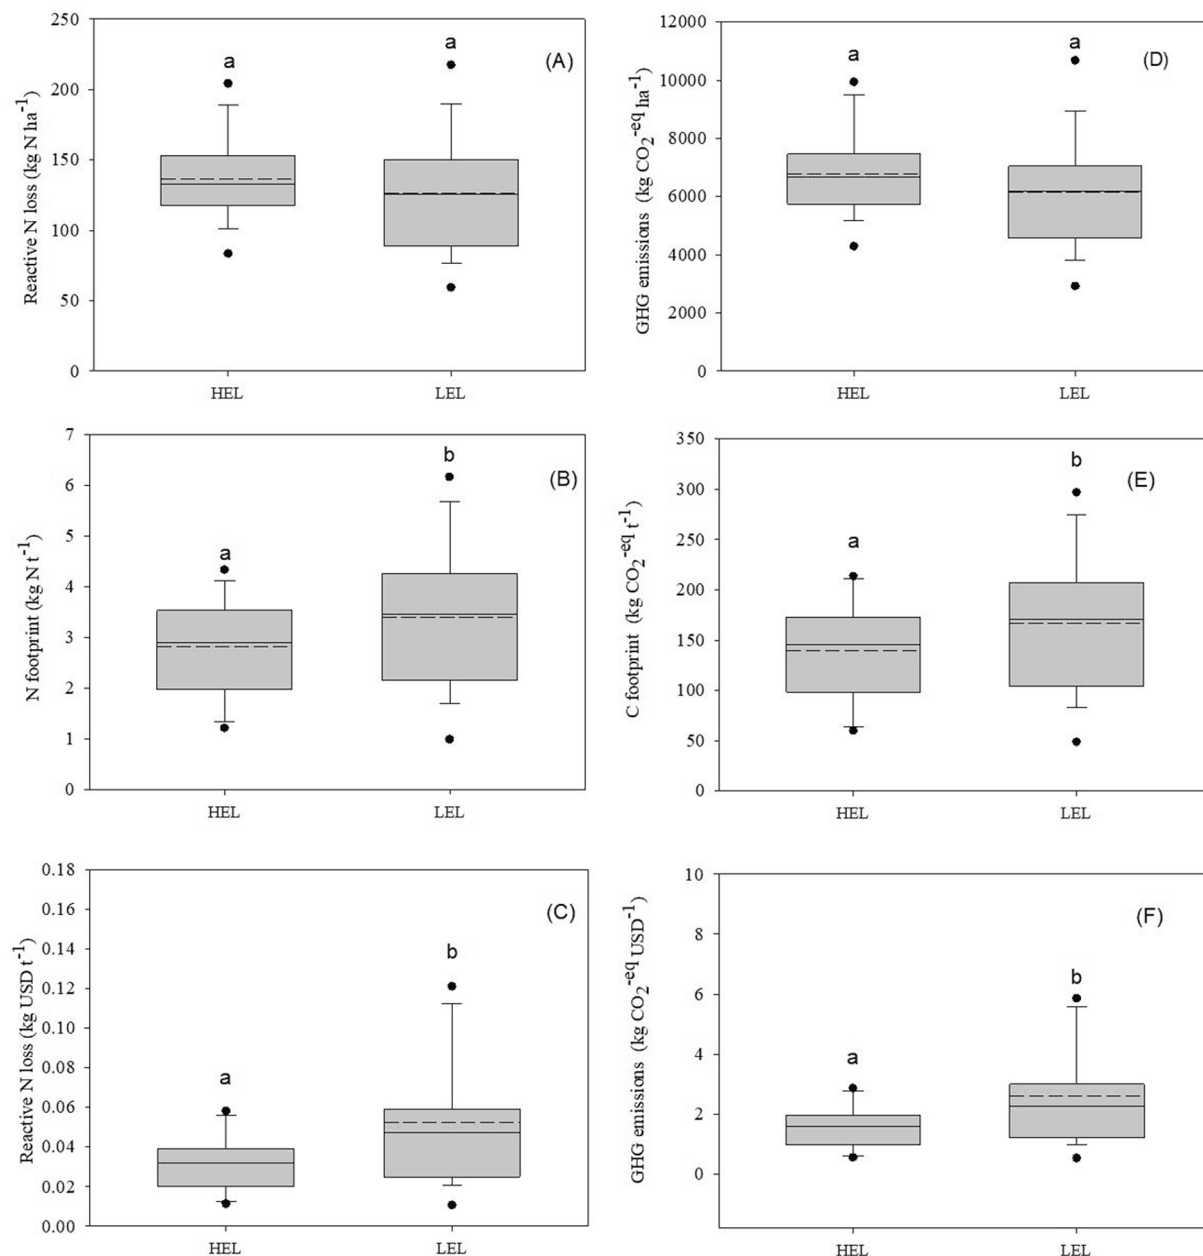 250
200
150
100
50
0
Reactive N loss (kg N ha-1)
a
a
(A)
HEL
LEL
12000
10000
8000
6000
4000
2000
0
GHG emissions (kg CO2-eq ha-1)
a
a
(D)
HEL
LEL
7
6
5
4
3
2
1
0
N footprint (kg N t-1)
a
b
(B)
HEL
LEL
350
300
250
200
150
100
50
0
C footprint (kg CO2-eq t-1)
a
b
(E)
HEL
LEL
0.18
0.16
0.14
0.12
0.10
0.08
0.06
0.04
0.02
0.00
Reactive N loss (kg USD t-1)
a
b
(C)
HEL
LEL
10
8
6
4
2
0
GHG emissions (kg CO2-eq USD-1)
a
b
(F)
HEL
LEL